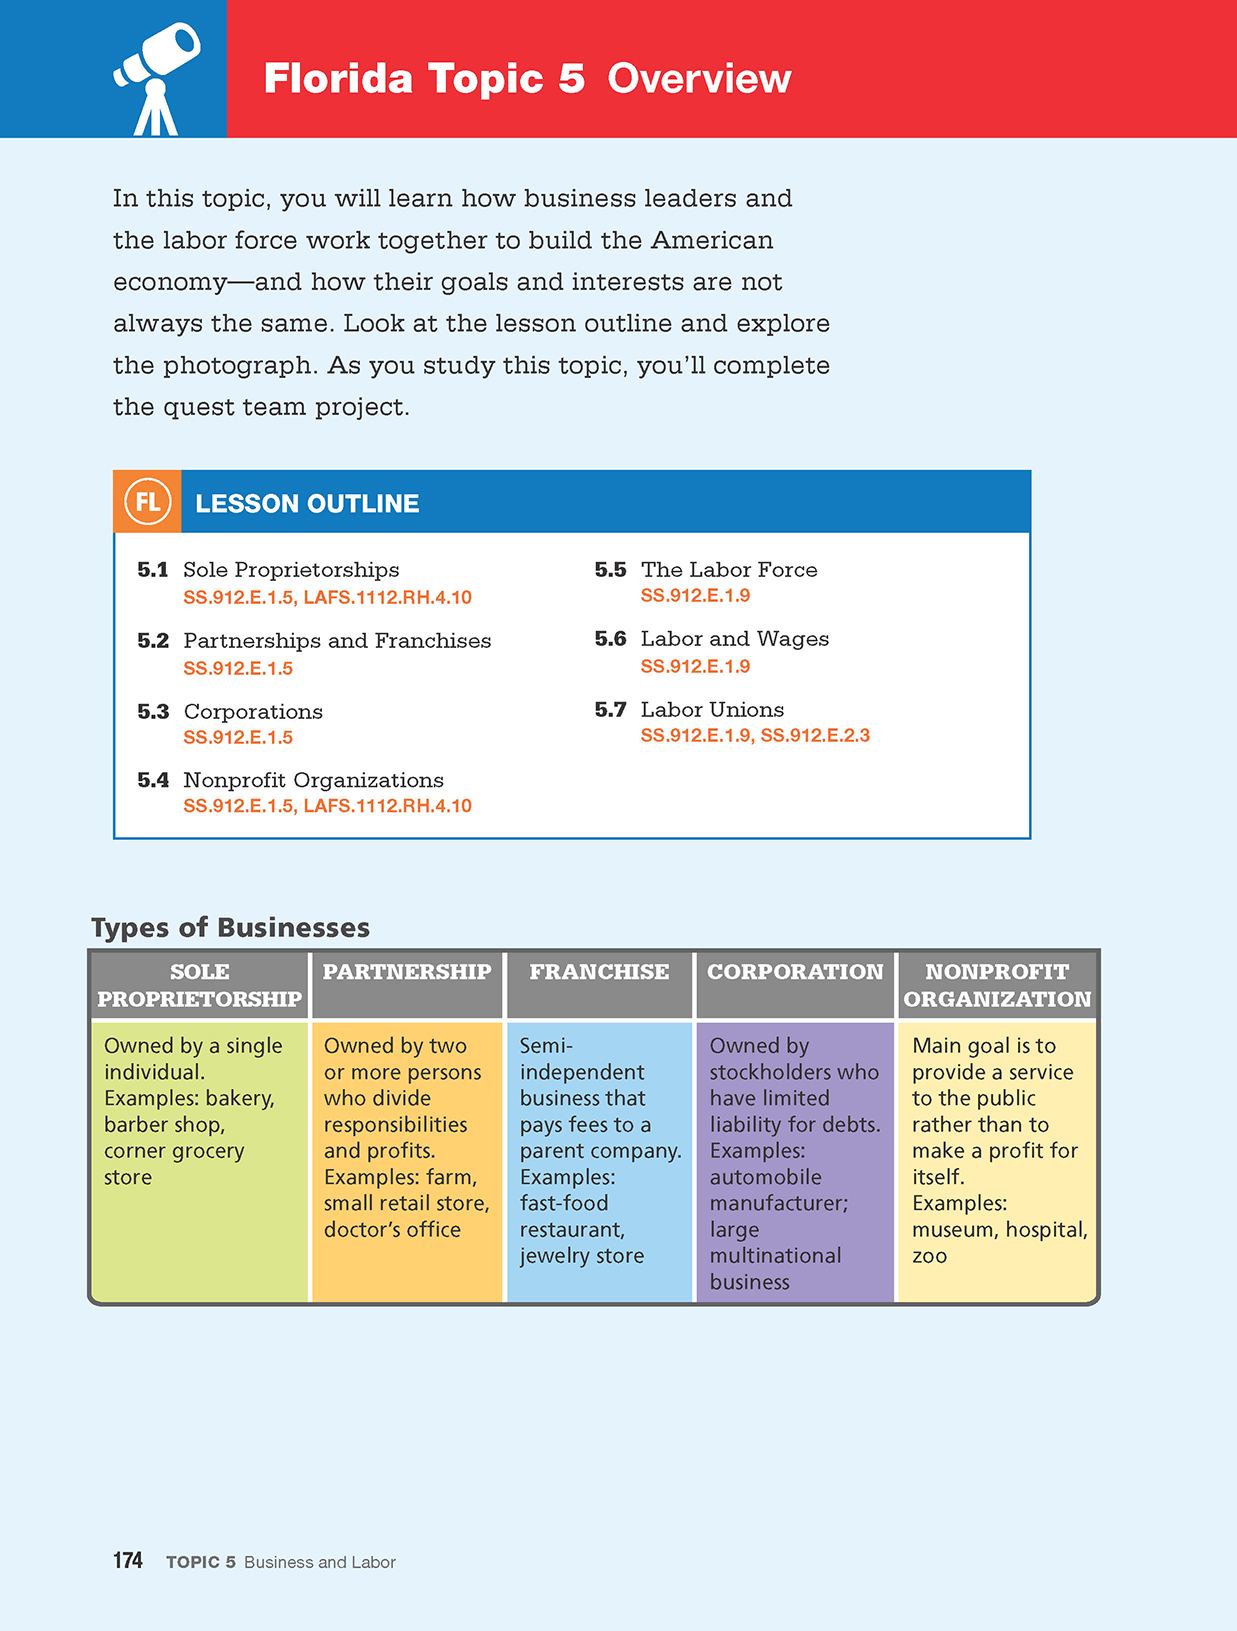 Florida Topic 5 Overview
In this topic, you will learn how business leaders and
the labor force work together to build the American
economy—and how their goals and interests are not
always the same. Look at the lesson outline and explore
the photograph. As you study this topic, you’ll complete
the quest team project.
FL LESSON OUTLINE
5.1 Sole Proprietorships
SS.912.E.1.5, LAFS.1112.RH.4.10
5.2 Partnerships and Franchises
SS.912.E.1.5
5.3 Corporations
SS.912.E.1.5
5.4 Nonprofit Organizations
SS.912.E.1.5, LAFS.1112.RH.4.10
5.5 The Labor Force
SS.912.E.1.9
5.6 Labor and Wages
SS.912.E.1.9
5.7 Labor Unions
SS.912.E.1.9, SS.912.E.2.3
Types of Businesses
SOLE
PROPRIETORSHIP
Owned by a single
individual.
Examples: bakery,
barber shop,
corner grocery
store
PARTNERSHIP
Owned by two
or more persons
who divide
responsibilities
and profits.
Examples: farm,
small retail store,
doctor’s office
FRANCHISE
Semi-
independent
business that
pays fees to a
parent company.
Examples:
fast-food
restaurant,
jewelry store
CORPORATION
Owned by
stockholders who
have limited
liability for debts.
Examples:
automobile
manufacturer;
large
multinational
business
NONPROFIT
ORGANIZATION
Main goal is to
provide a service
to the public
rather than to
make a profit for
itself.
Examples:
museum, hospital,
zoo
174 TOPIC 5 Business and Labor